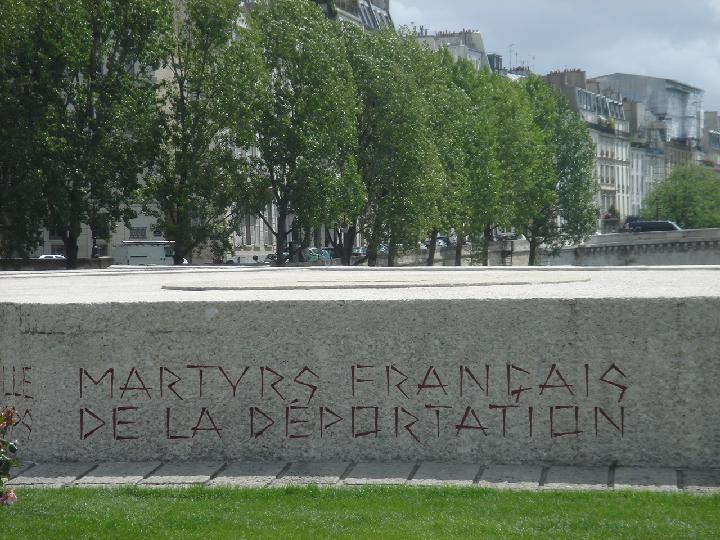 MARTYRS FRANÇAIS
DE LA DÉPORTATION